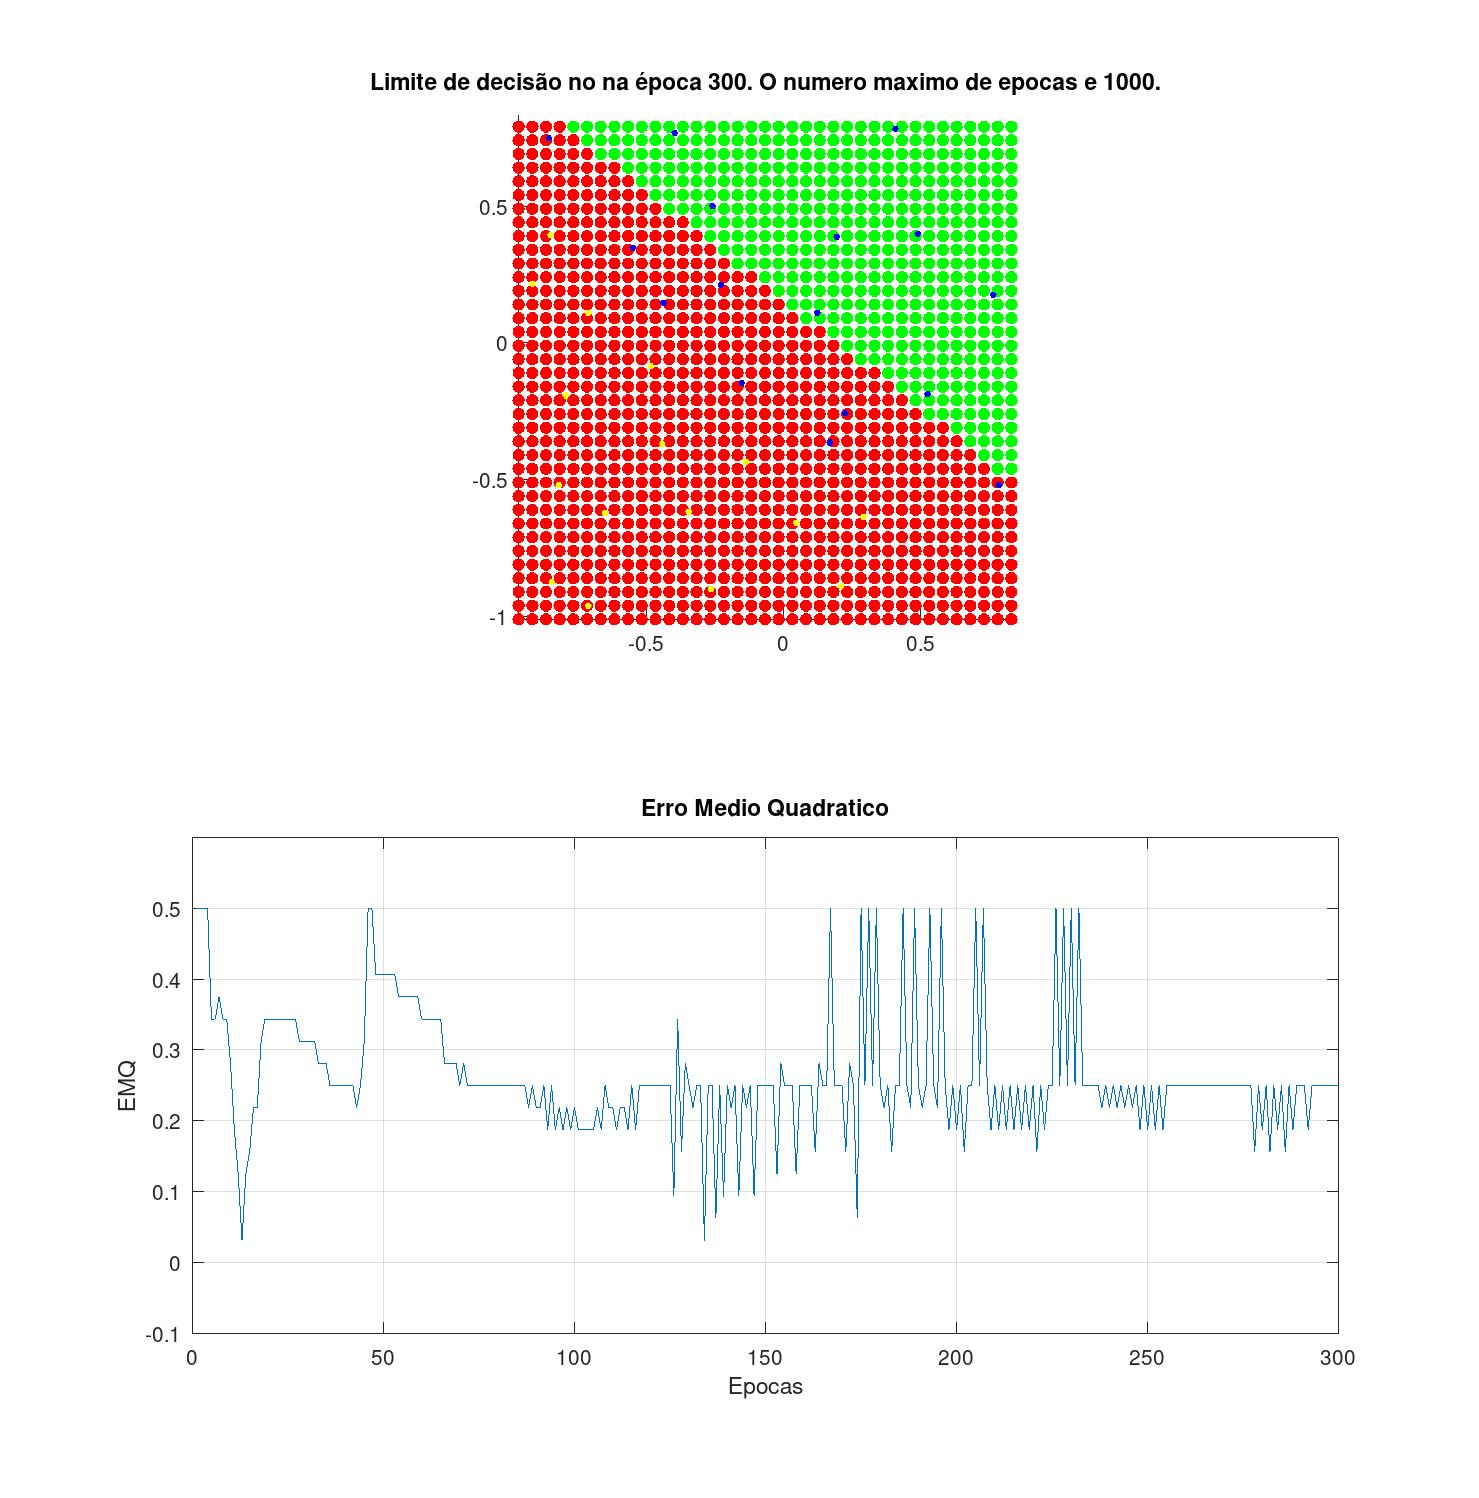 Limite de decisão no na época 300. O numero maximo de epocas e 1000.
0.5
0
-0.5
-1
-0.5 0 0.5
Erro Medio Quadratico
0.5
0.4
0.3
0.2
0.1
0
-0.1
EMQ
0 50 100 150 200 250 300
Epocas